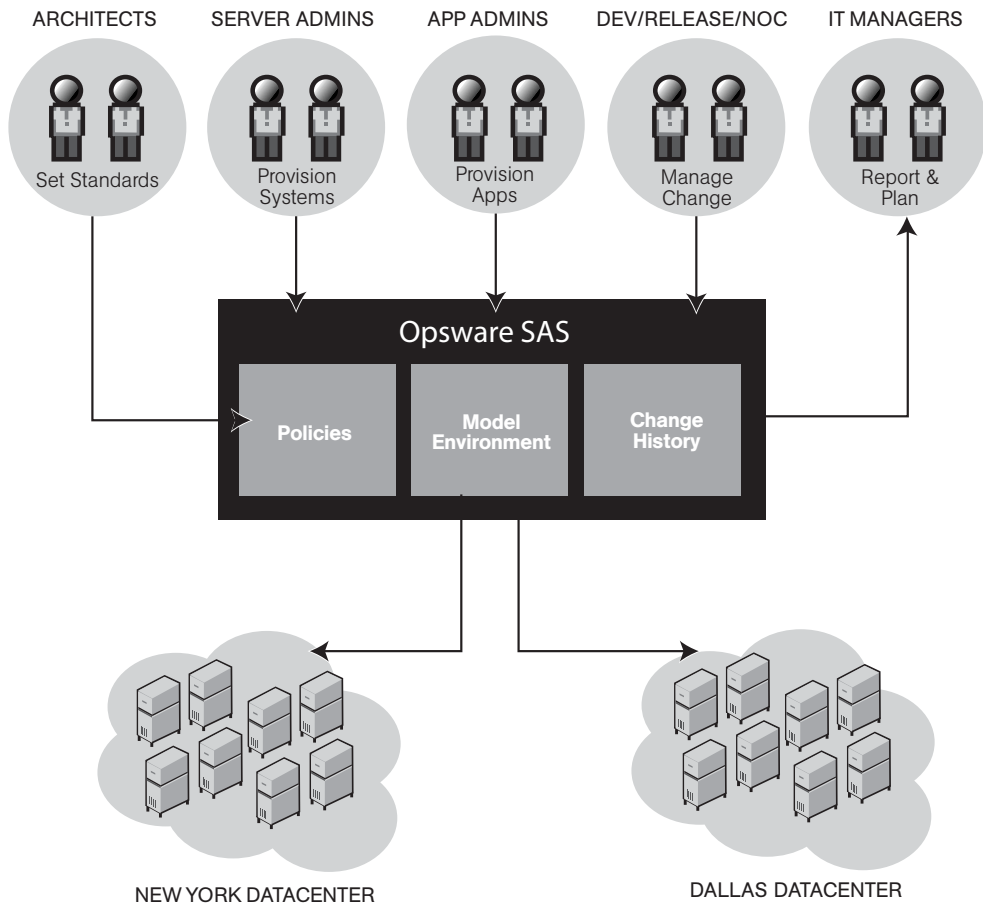 ARCHITECTS
SERVER ADMINS
APP ADMINS
DEV/RELEASE/NOC
IT MANAGERS
Set Standards
Provision
Systems
Provision
Apps
Manage
Change
Report &
Plan
Opsware SAS
Policies
Model
Environment
Change
History
NEW YORK DATACENTER
DALLAS DATACENTER